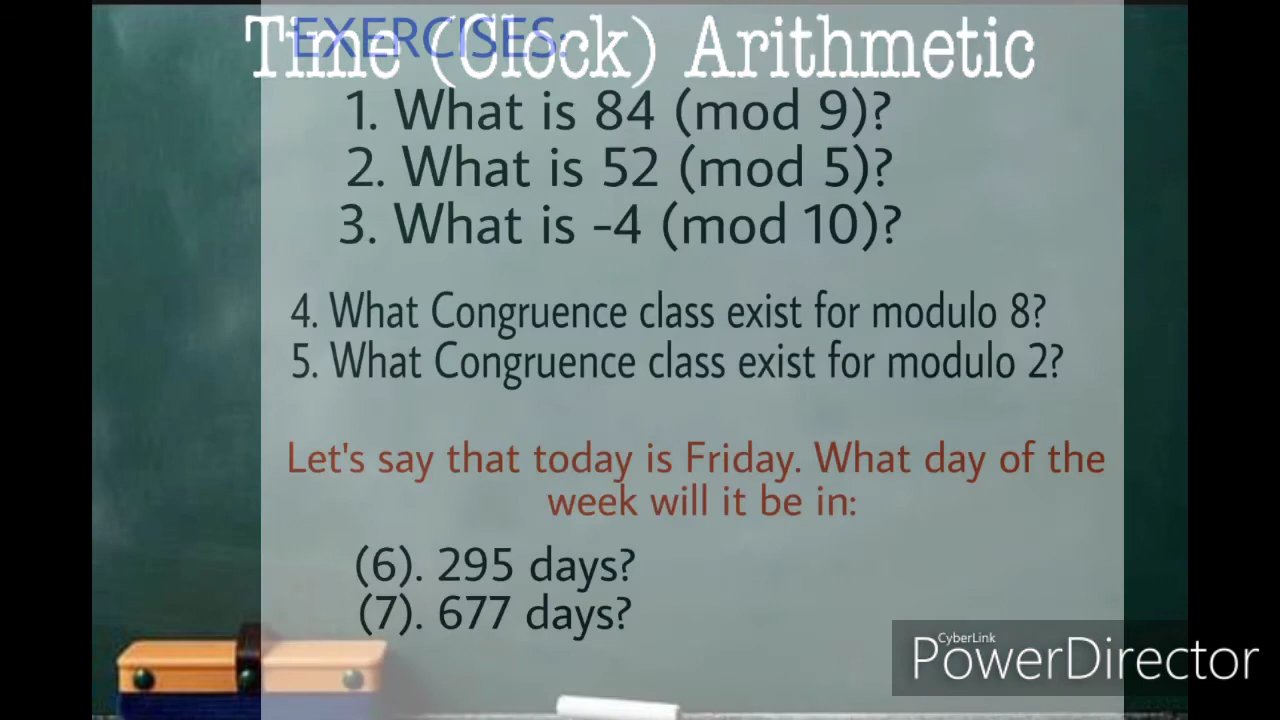 EXERCISES:
Time (Clock) Arithmetic
1. What is 84 (mod 9)?
2. What is 52 (mod 5)?
3. What is -4 (mod 10)?
4. What Congruence class exist for modulo 8?
5. What Congruence class exist for modulo 2?
Let's say that today is Friday. What day of the
week will it be in:
(6). 295 days?
(7). 677 days?
CyberLink
PowerDirector